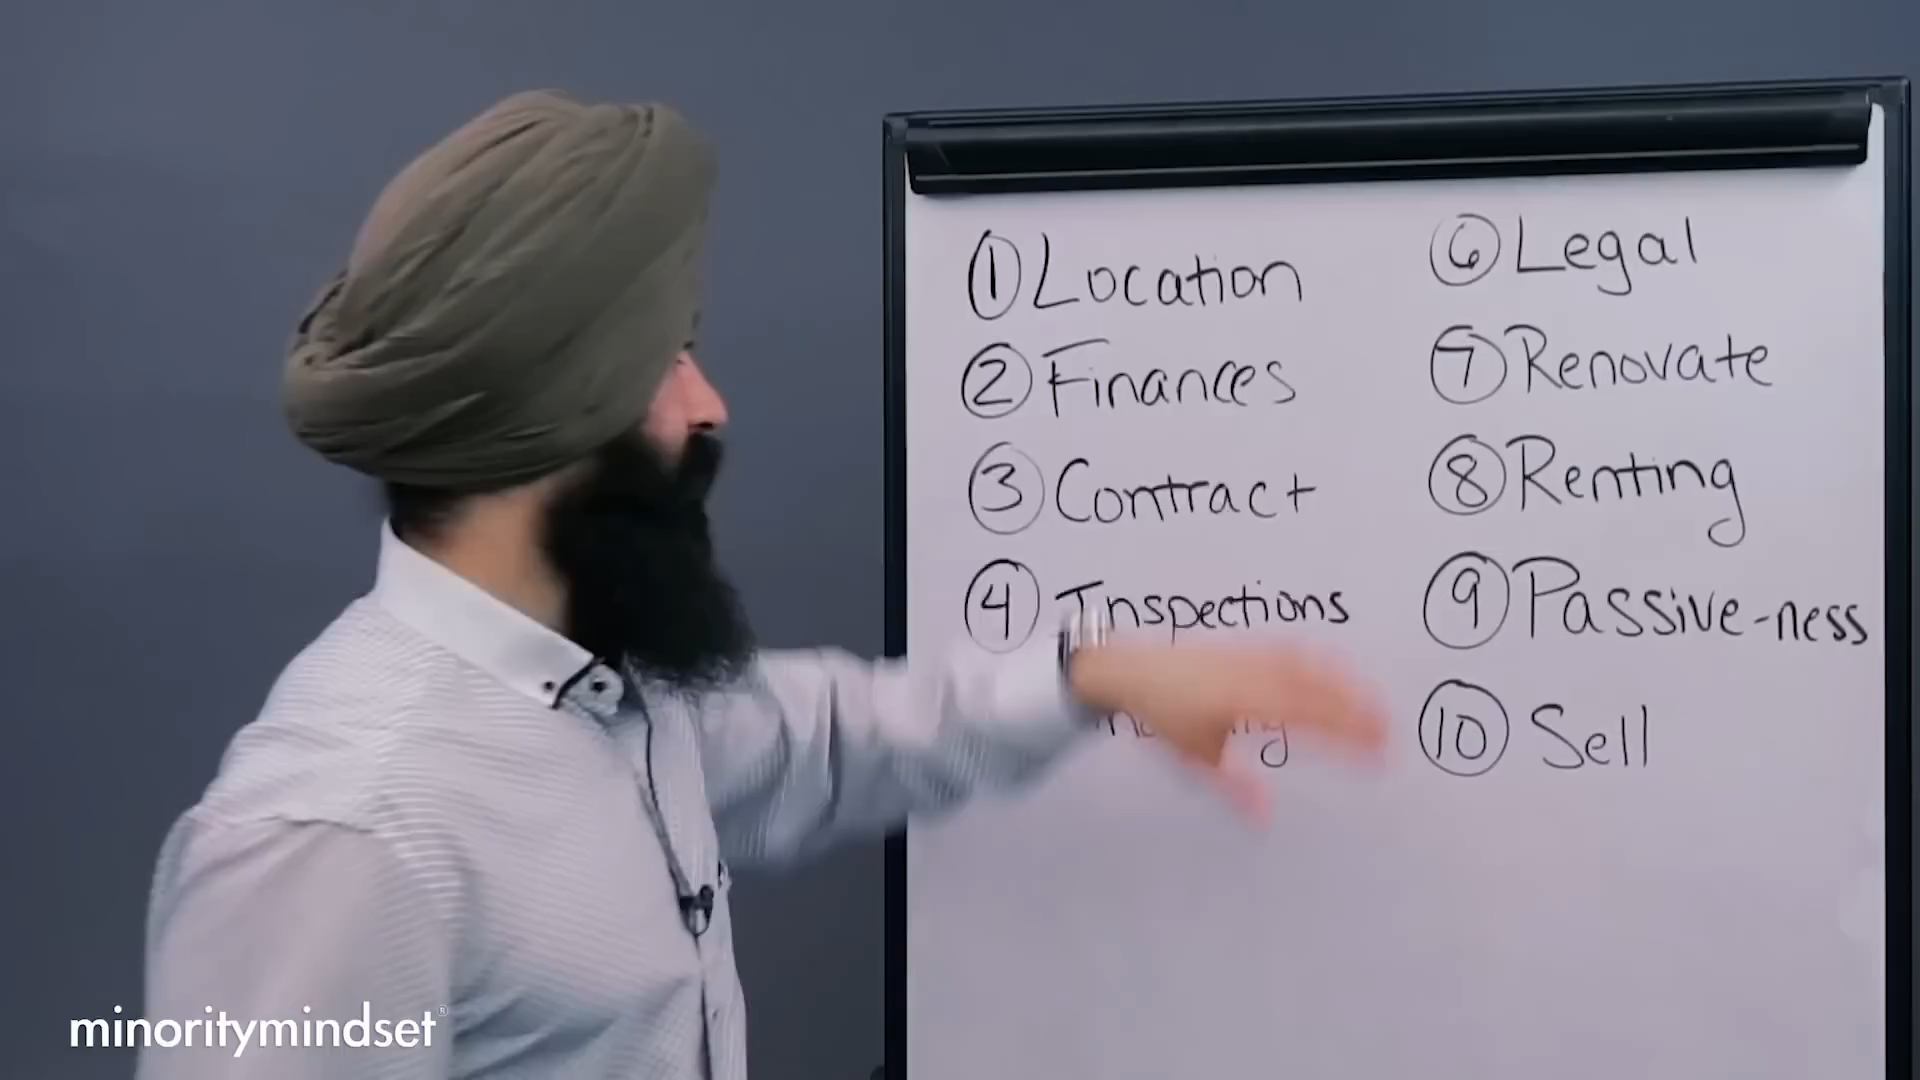 ① Location
② Finances
③ Contract
④ Inspections
⑥ Legal
⑦ Renovate
⑧ Renting
⑨ Passive-ness
⑩ Sell
minoritymindset®